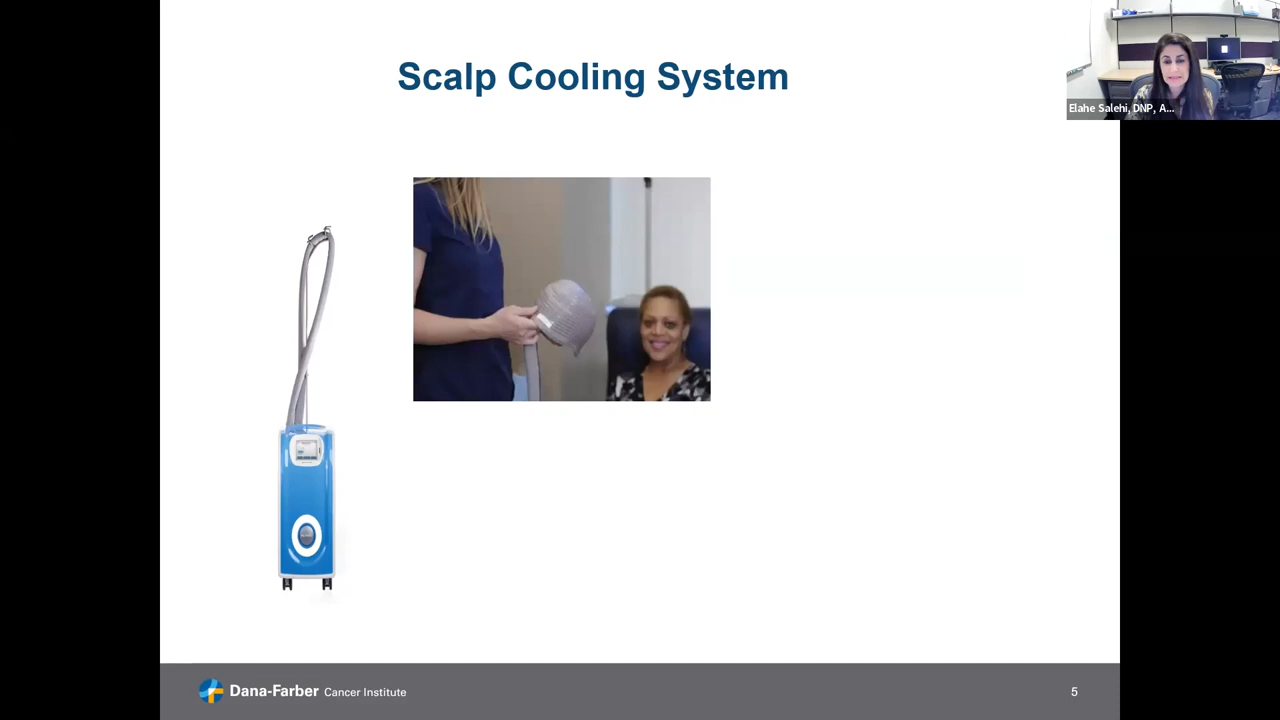 Scalp Cooling System
Elahe Salehi, DNP, A...
Dana-Farber Cancer Institute
5